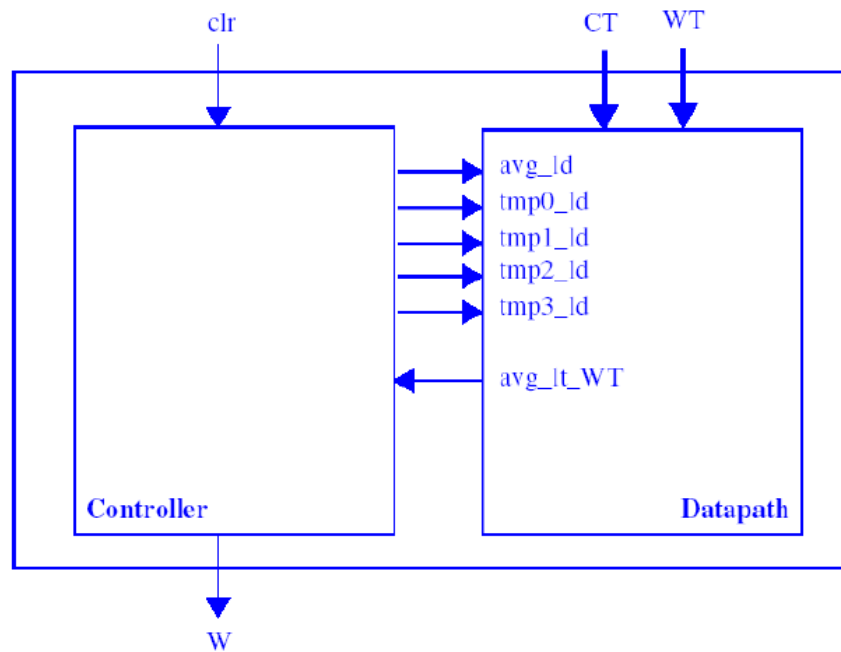 clr
CT
WT
avg_ld
tmp0_ld
tmp1_ld
tmp2_ld
tmp3_ld
avg_lt_WT
Controller
Datapath
W